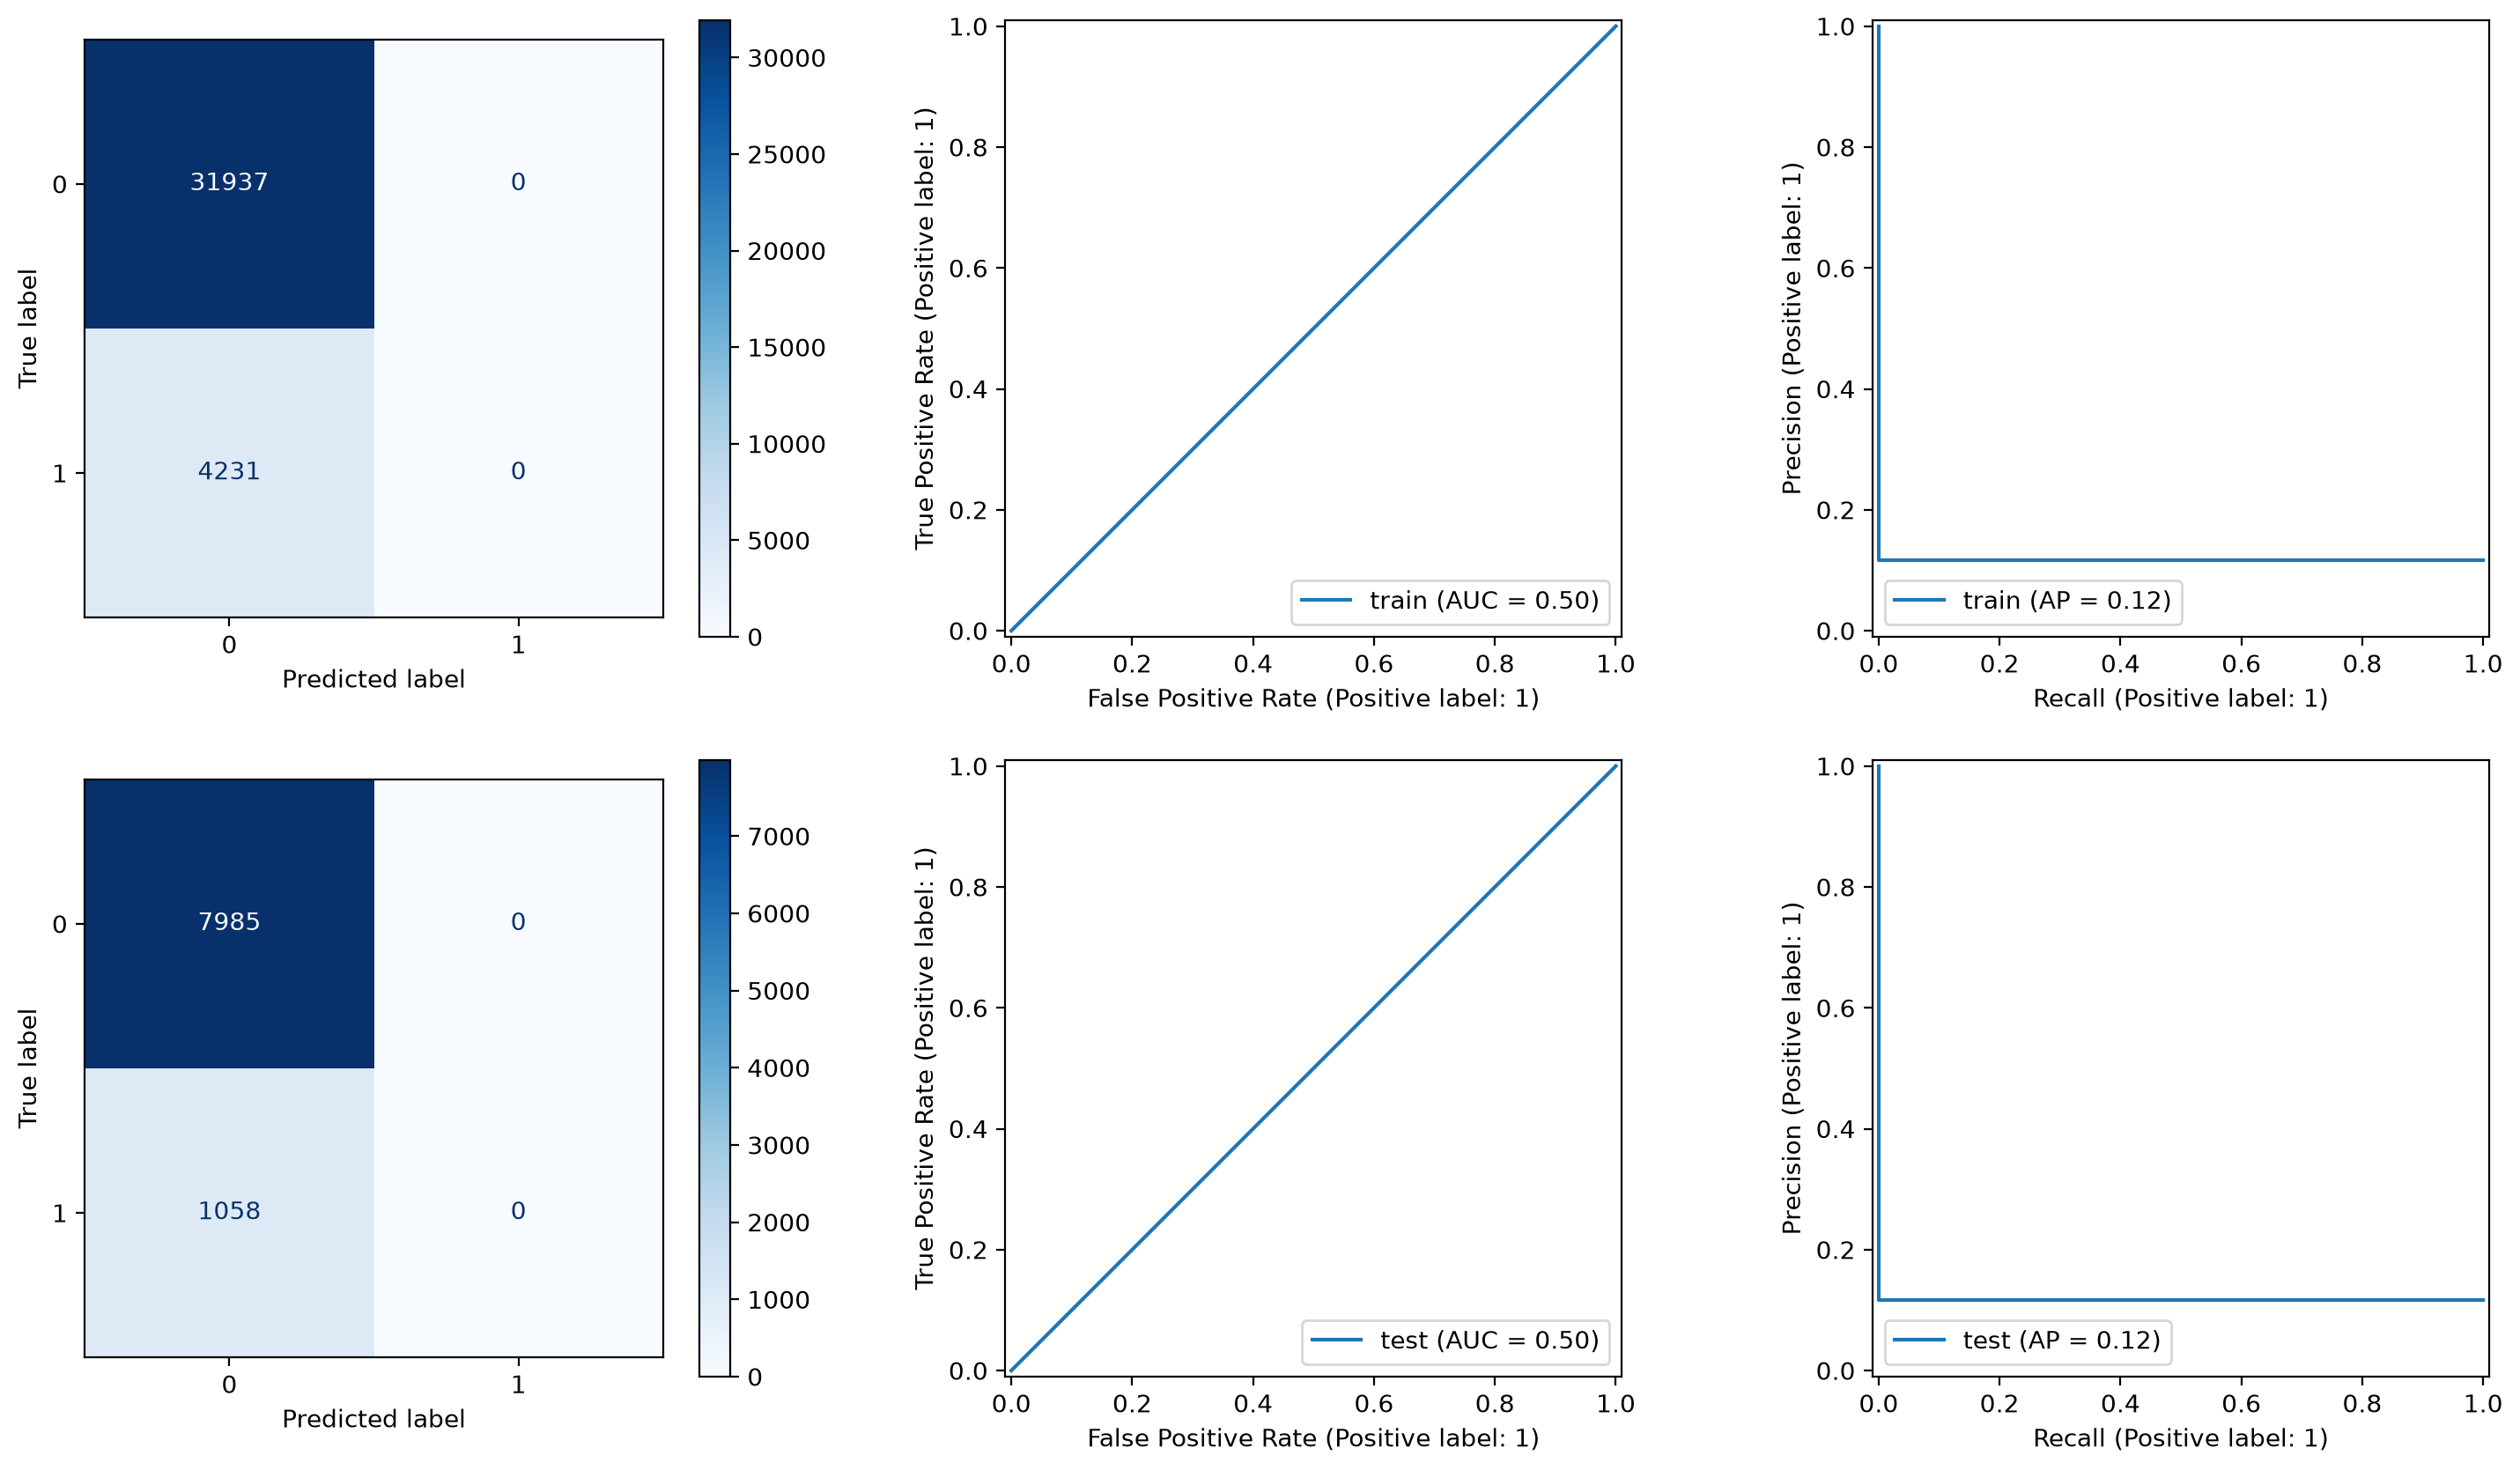 30000
25000
20000
15000
10000
5000
0
31937
0
4231
0
0
1
True label
0
1
Predicted label
1.0
0.8
0.6
0.4
0.2
0.0
True Positive Rate (Positive label: 1)
train (AUC = 0.50)
0.0 0.2 0.4 0.6 0.8 1.0
False Positive Rate (Positive label: 1)
1.0
0.8
0.6
0.4
0.2
0.0
Precision (Positive label: 1)
train (AP = 0.12)
0.0 0.2 0.4 0.6 0.8 1.0
Recall (Positive label: 1)
7000
6000
5000
4000
3000
2000
1000
0
7985
0
1058
0
0
1
True label
0
1
Predicted label
1.0
0.8
0.6
0.4
0.2
0.0
True Positive Rate (Positive label: 1)
test (AUC = 0.50)
0.0 0.2 0.4 0.6 0.8 1.0
False Positive Rate (Positive label: 1)
1.0
0.8
0.6
0.4
0.2
0.0
Precision (Positive label: 1)
test (AP = 0.12)
0.0 0.2 0.4 0.6 0.8 1.0
Recall (Positive label: 1)